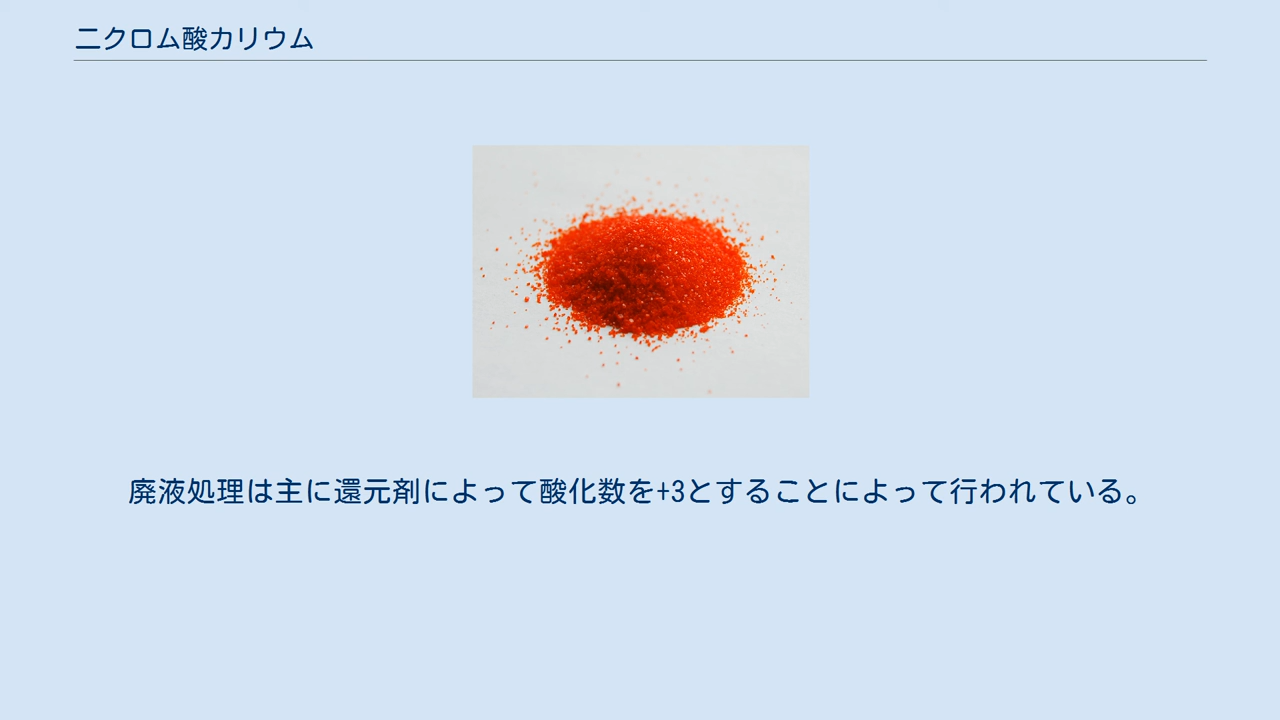 二クロム酸カリウム
廃液処理は主に還元剤によって酸化数を+3とすることによって行われている。